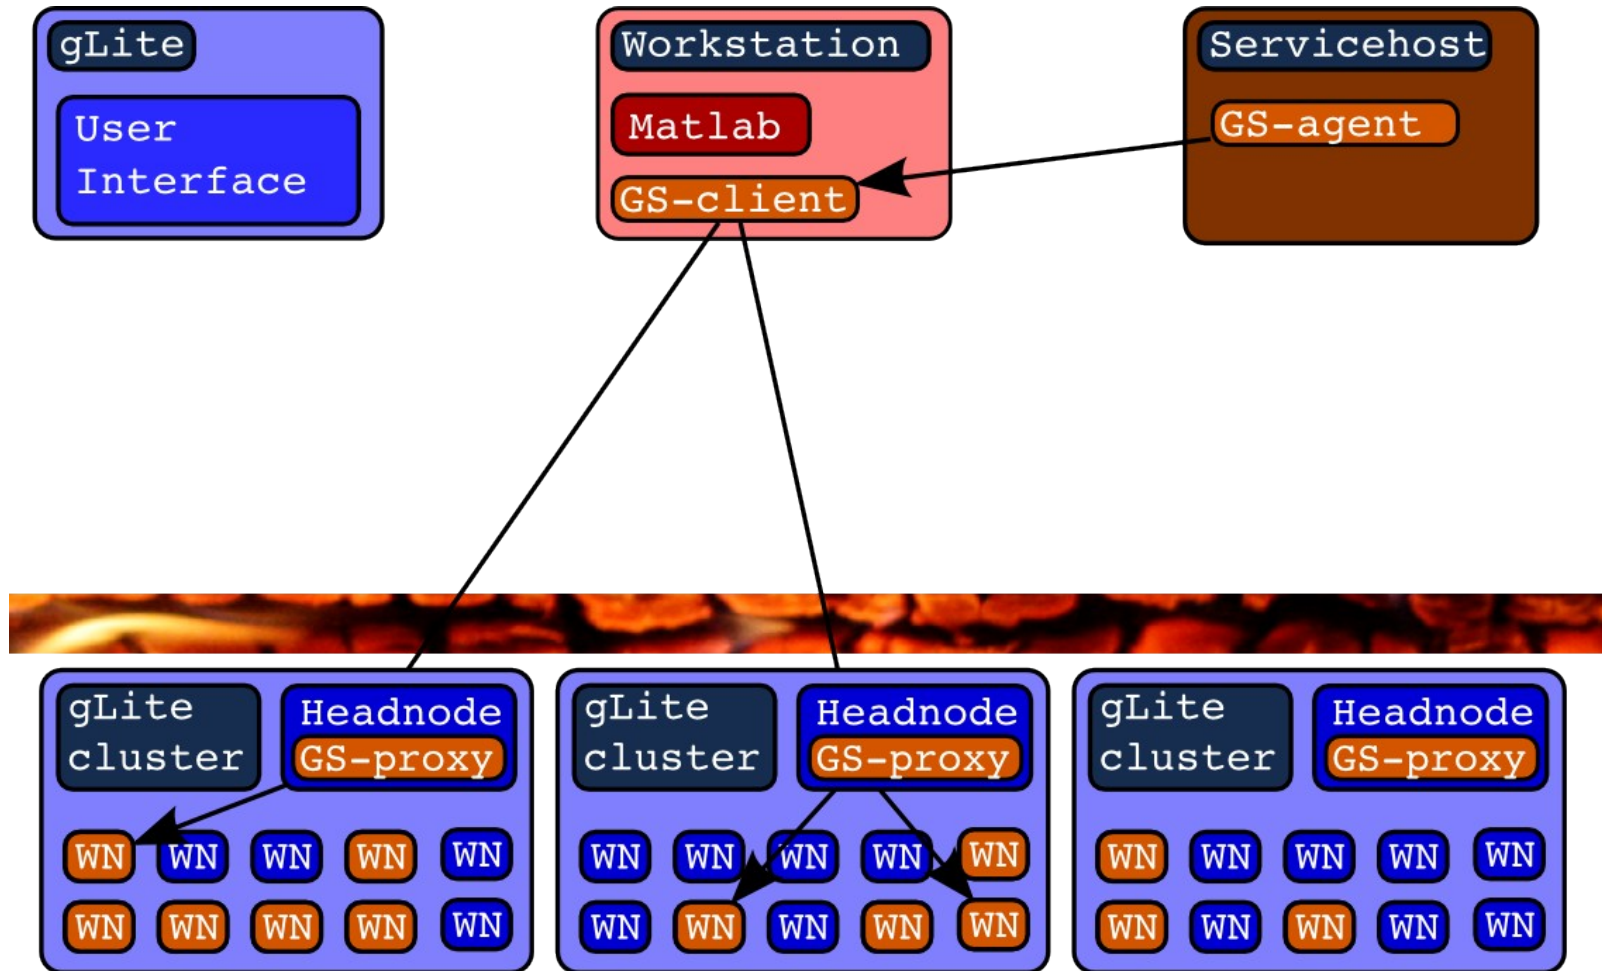 gLite
User
Interface
Workstation
Matlab
GS-client
Servicehost
GS-agent
gLite
cluster
Headnode
GS-proxy
WN WN WN WN WN
WN WN WN WN WN
gLite
cluster
Headnode
GS-proxy
WN WN WN WN WN
WN WN WN WN WN
gLite
cluster
Headnode
GS-proxy
WN WN WN WN WN
WN WN WN WN WN